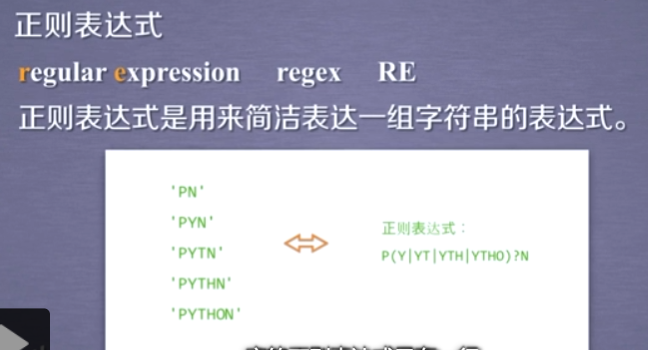 正则表达式
regular expression regex RE
正则表达式是用来简洁表达一组字符串的表达式。
'PN'
'PYN'
'PYTN'
'PYTHN'
'PYTHON'
正则表达式：
P(Y|YT|YTH|YTHO)?N